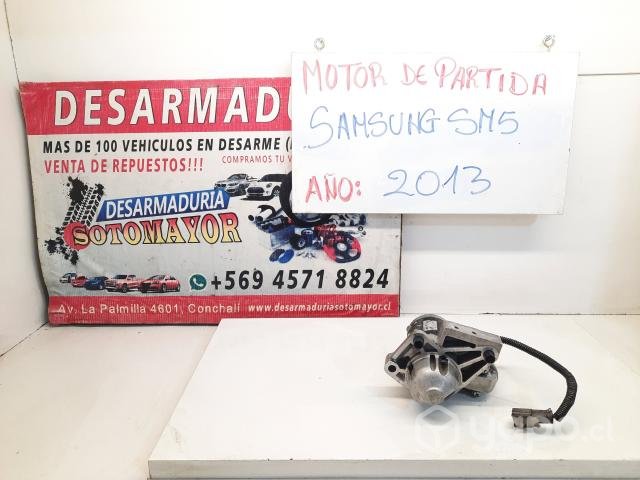 DESARMADU
MAS DE 100 VEHICULOS EN DESARME (
VENTA DE REPUESTOS!!!
COMPRAMOS TU V
DESARMADURIA
SOTOMAYOR
+569 4571 8824
Av. La Palmilla 4601, Conchali www.desarmaduriasotomayor.cl
MOTOR DE PARTIDA
SAMSUNG SM5
AÑO: 2013
yapo.cl